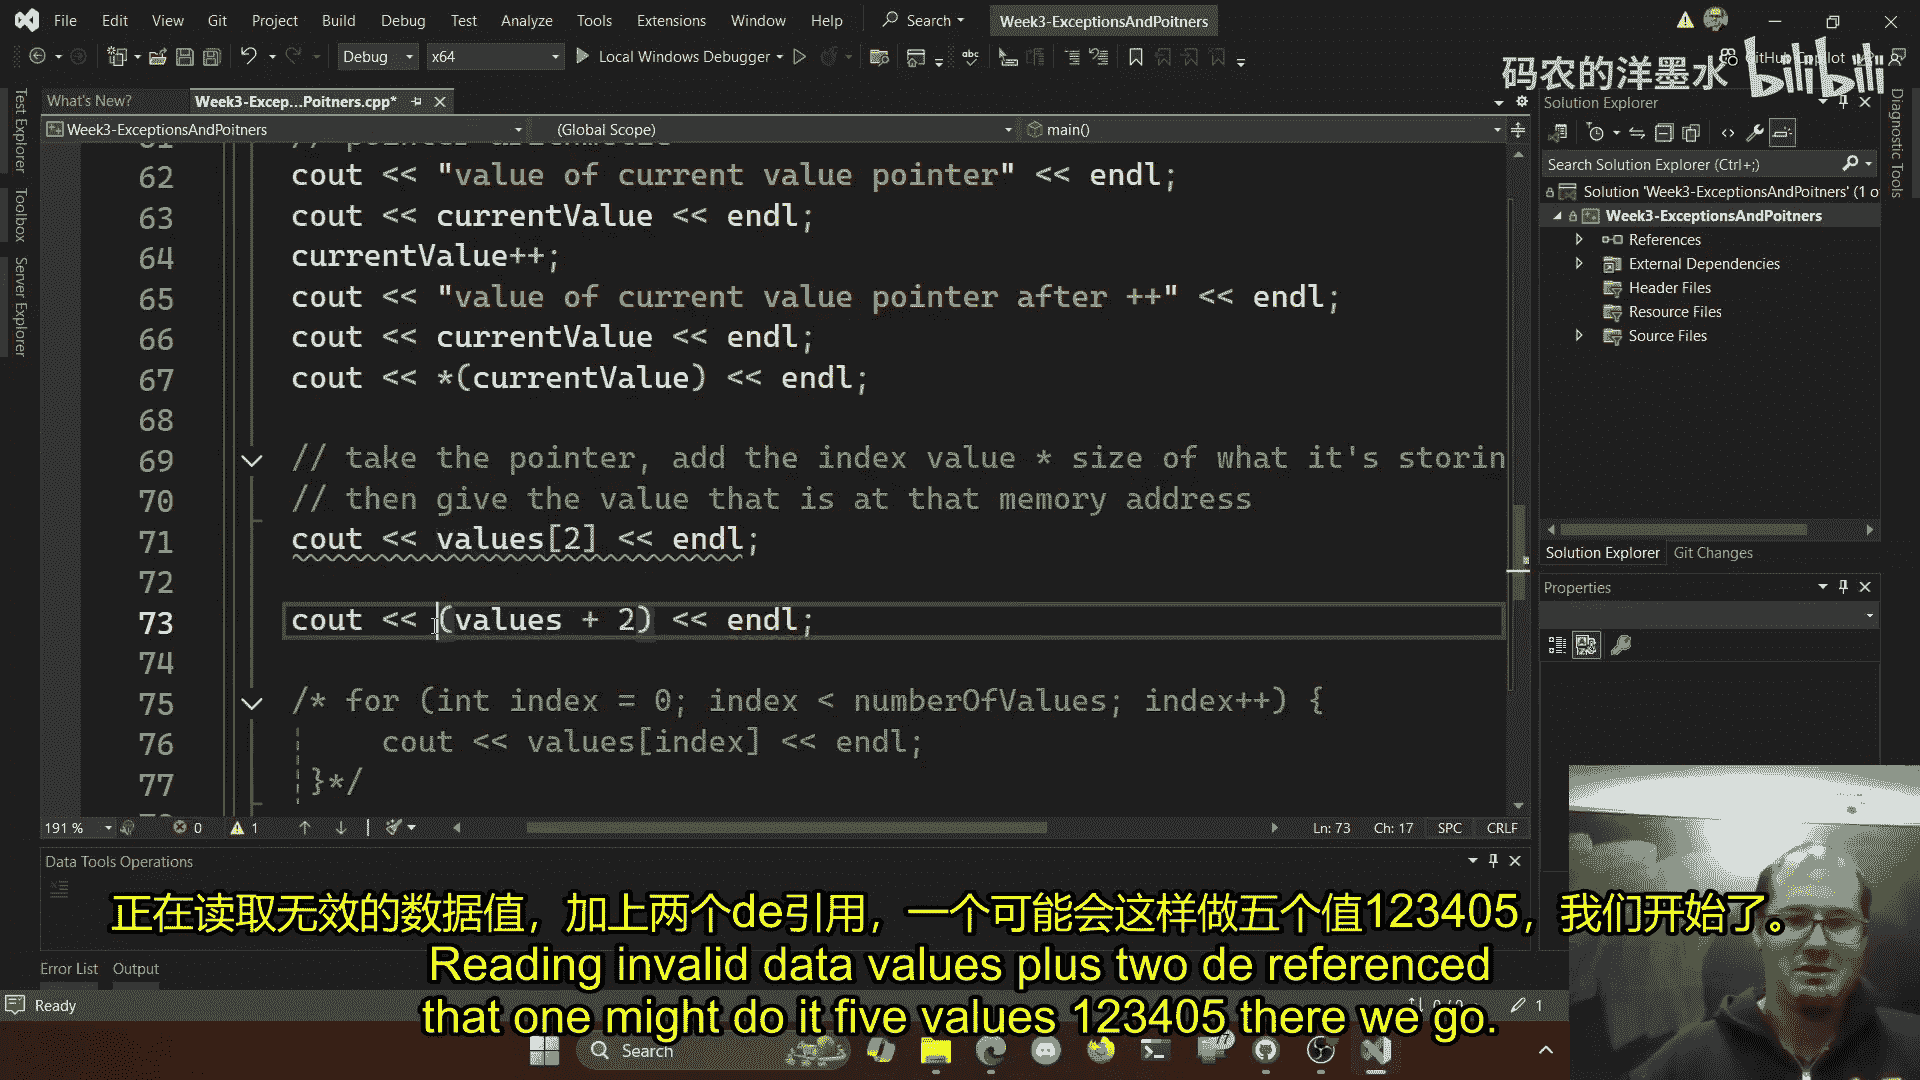 File Edit View Git Project Build Debug Test Analyze Tools Extensions Window Help Search Week3-ExceptionsAndPoitners
Debug x64 Local Windows Debugger
码农的洋墨水 bilibili
What's New? Week3-Excep...Poitners.cpp*
Week3-ExceptionsAndPoitners (Global Scope) main()
Test Explorer
Toolbox
Server Explorer
62 cout << "value of current value pointer" << endl;
63 cout << currentValue << endl;
64 currentValue++;
65 cout << "value of current value pointer after ++" << endl;
66 cout << currentValue << endl;
67 cout << *(currentValue) << endl;
68
69 // take the pointer, add the index value * size of what it's storin
70 // then give the value that is at that memory address
71 cout << values[2] << endl;
72
73 cout << (values + 2) << endl;
74
75 /* for (int index = 0; index < numberOfValues; index++) {
76 cout << values[index] << endl;
77 }*/
191 % 0 1 Ln: 73 Ch: 17 SPC CRLF
Solution Explorer
Search Solution Explorer (Ctrl+;)
Solution 'Week3-ExceptionsAndPoitners' (1 o
Week3-ExceptionsAndPoitners
References
External Dependencies
Header Files
Resource Files
Source Files
Solution Explorer Git Changes
Properties
Diagnostic Tools
Data Tools Operations
正在读取无效的数据值，加上两个de引用，一个可能会这样做五个值123405，我们开始了。
Reading invalid data values plus two de referenced
that one might do it five values 123405 there we go.
Error List Output
Ready
1
Search